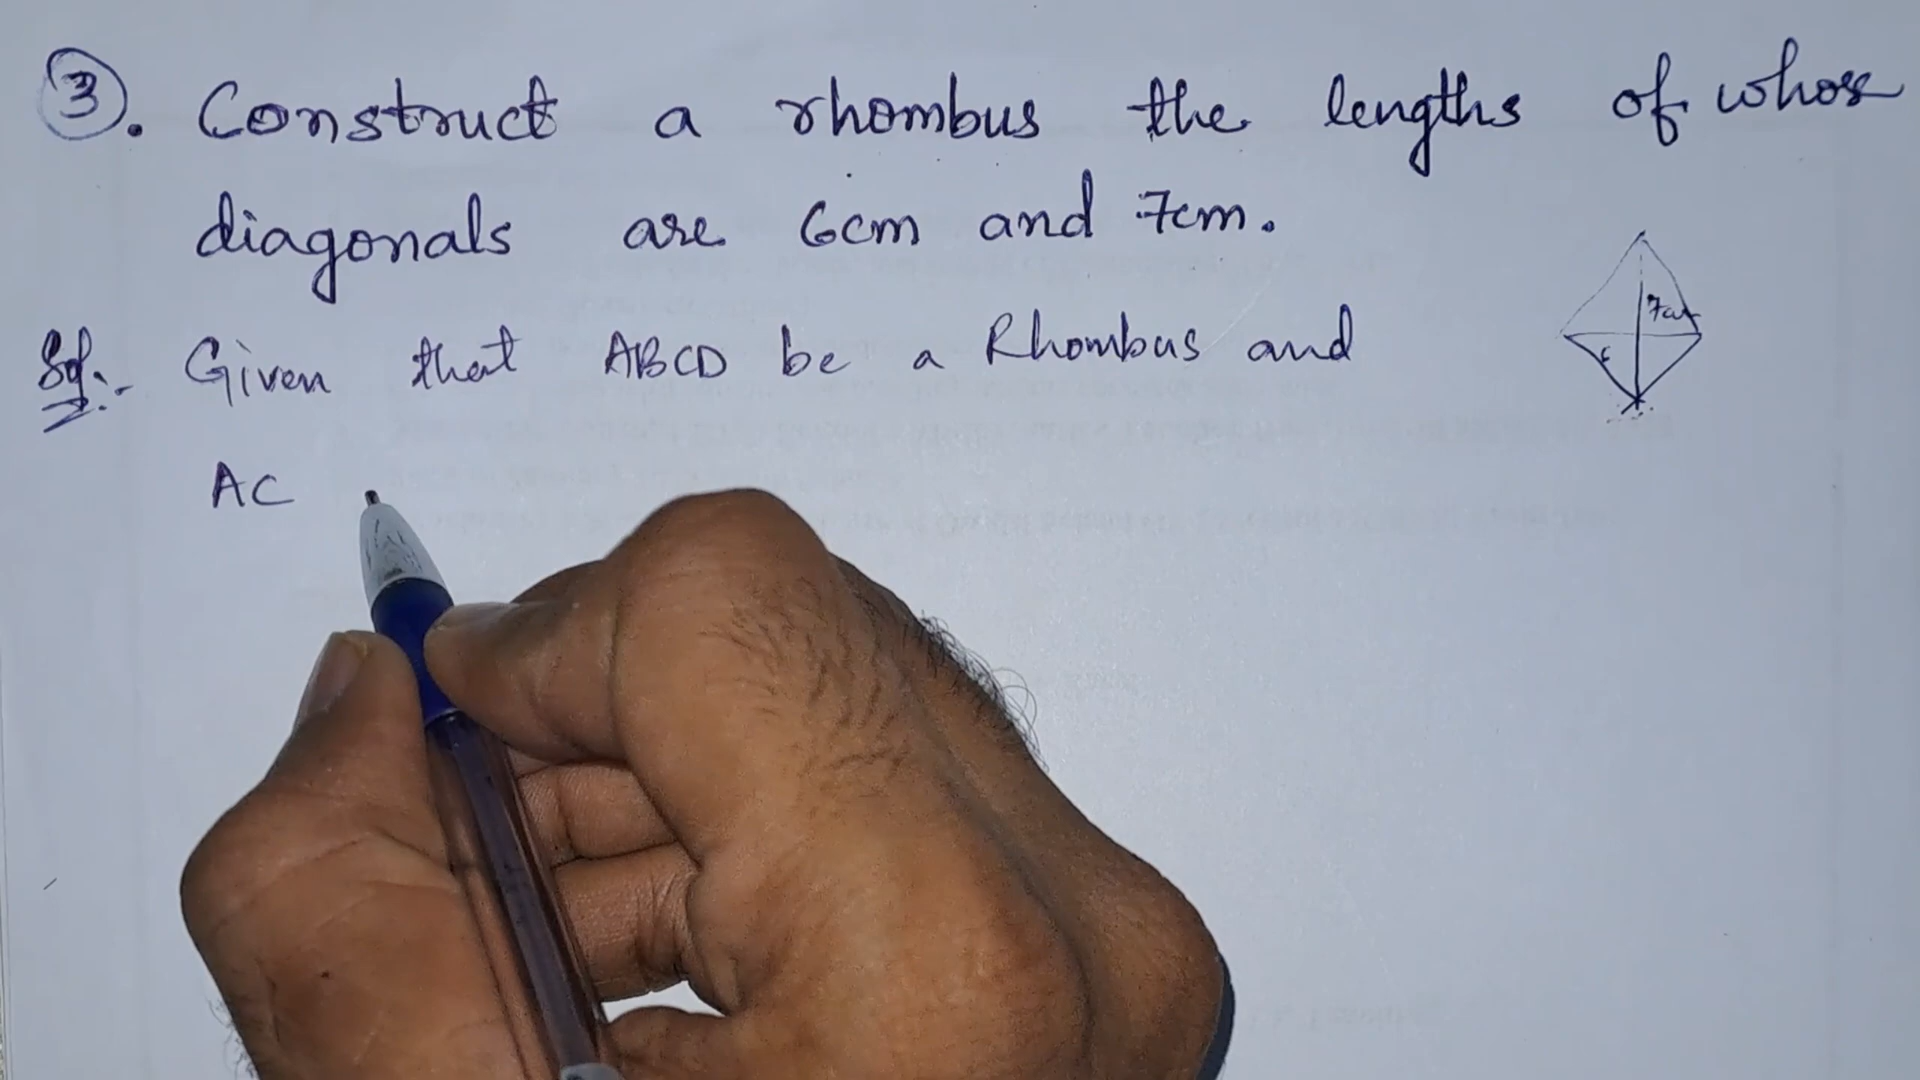 3. Construct a rhombus the lengths of whose
diagonals are 6cm and 7cm.
Sol:- Given that ABCD be a Rhombus and
AC
7cm
6